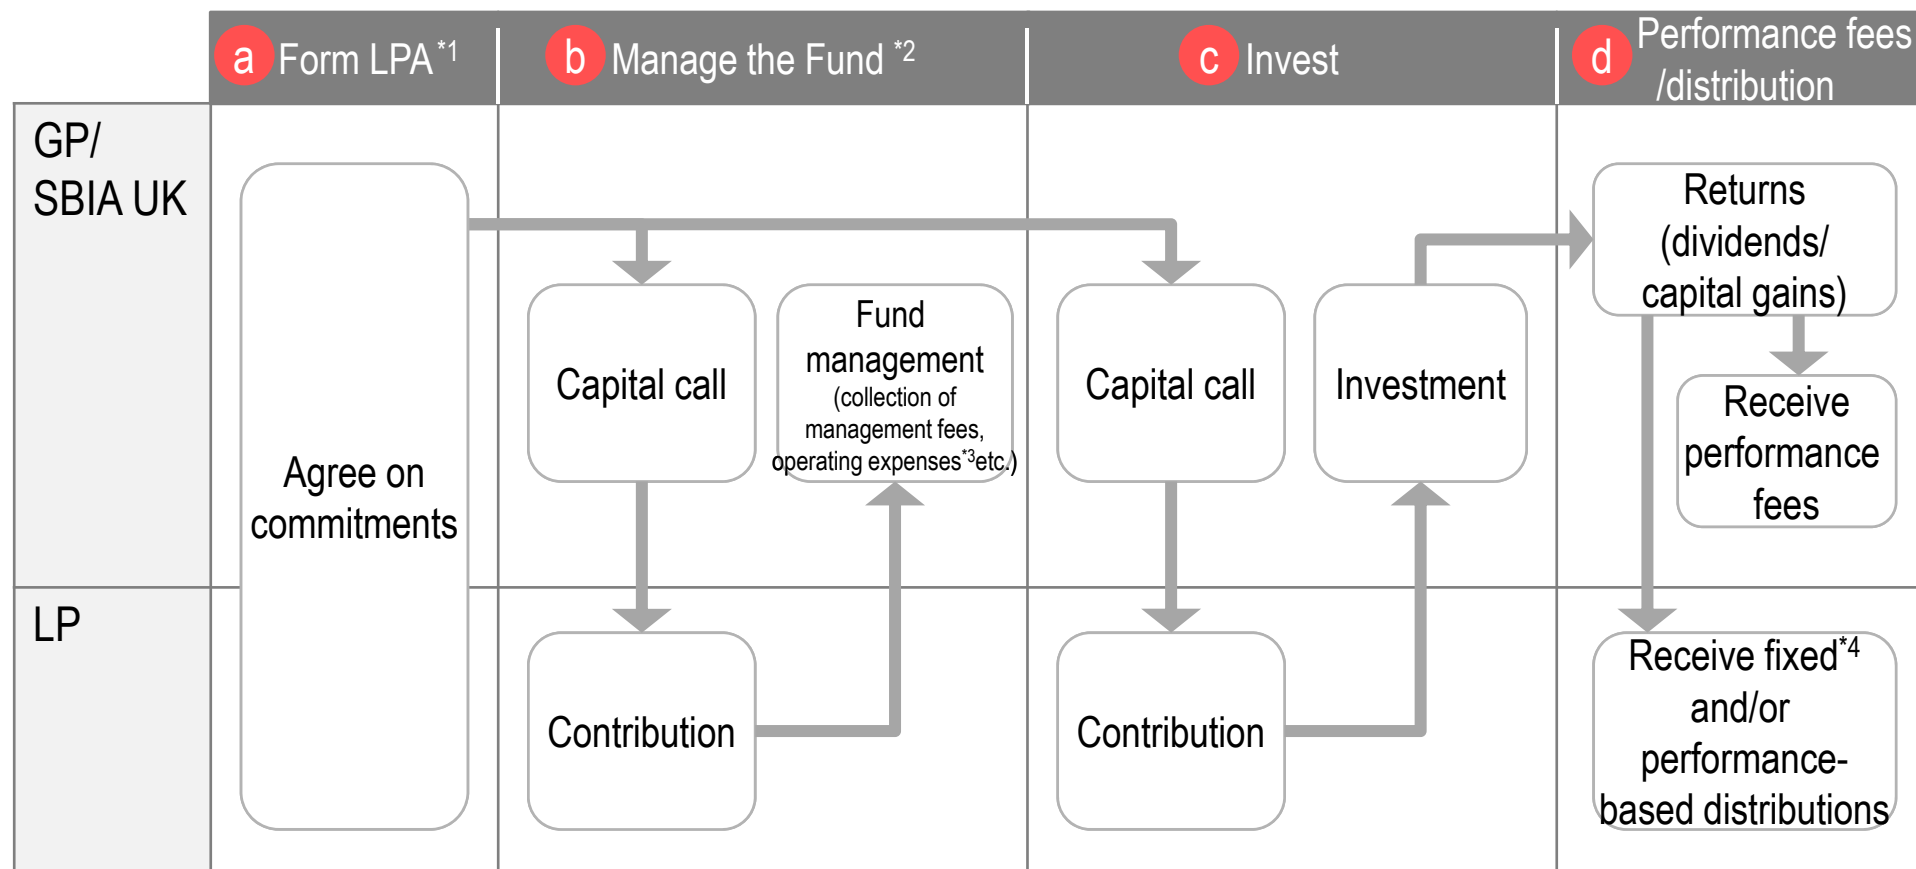 a Form LPA *1
b Manage the Fund *2
c Invest
d Performance fees
/distribution
GP/
SBIA UK
Agree on
commitments
Capital call
Fund
management
(collection of
management fees,
operating expenses*3etc.)
Capital call
Investment
Returns
(dividends/
capital gains)
Receive
performance
fees
LP
Contribution
Contribution
Receive fixed*4
and/or
performance-
based distributions